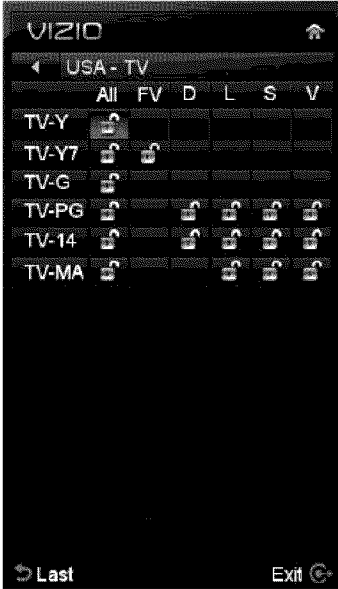 VIZIO
USA - TV
All FV D L S V
TV-Y
TV-Y7
TV-G
TV-PG
TV-14
TV-MA
Last Exit